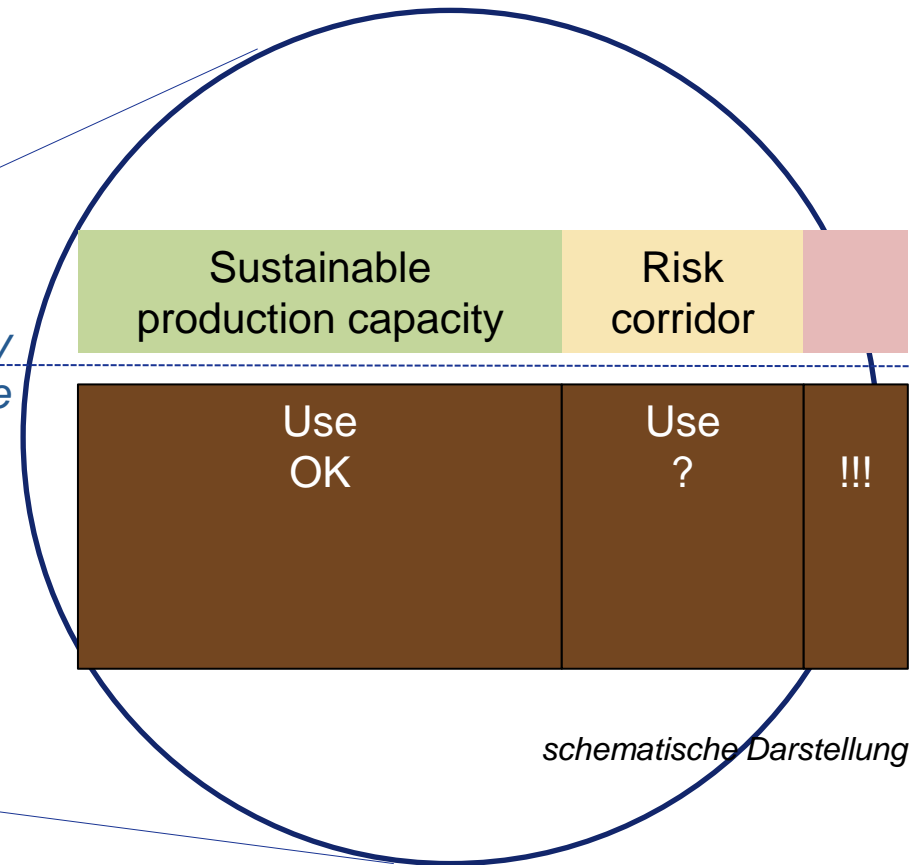 Sustainable
production capacity
Risk
corridor
Use
OK
Use
?
!!!
schematische Darstellung